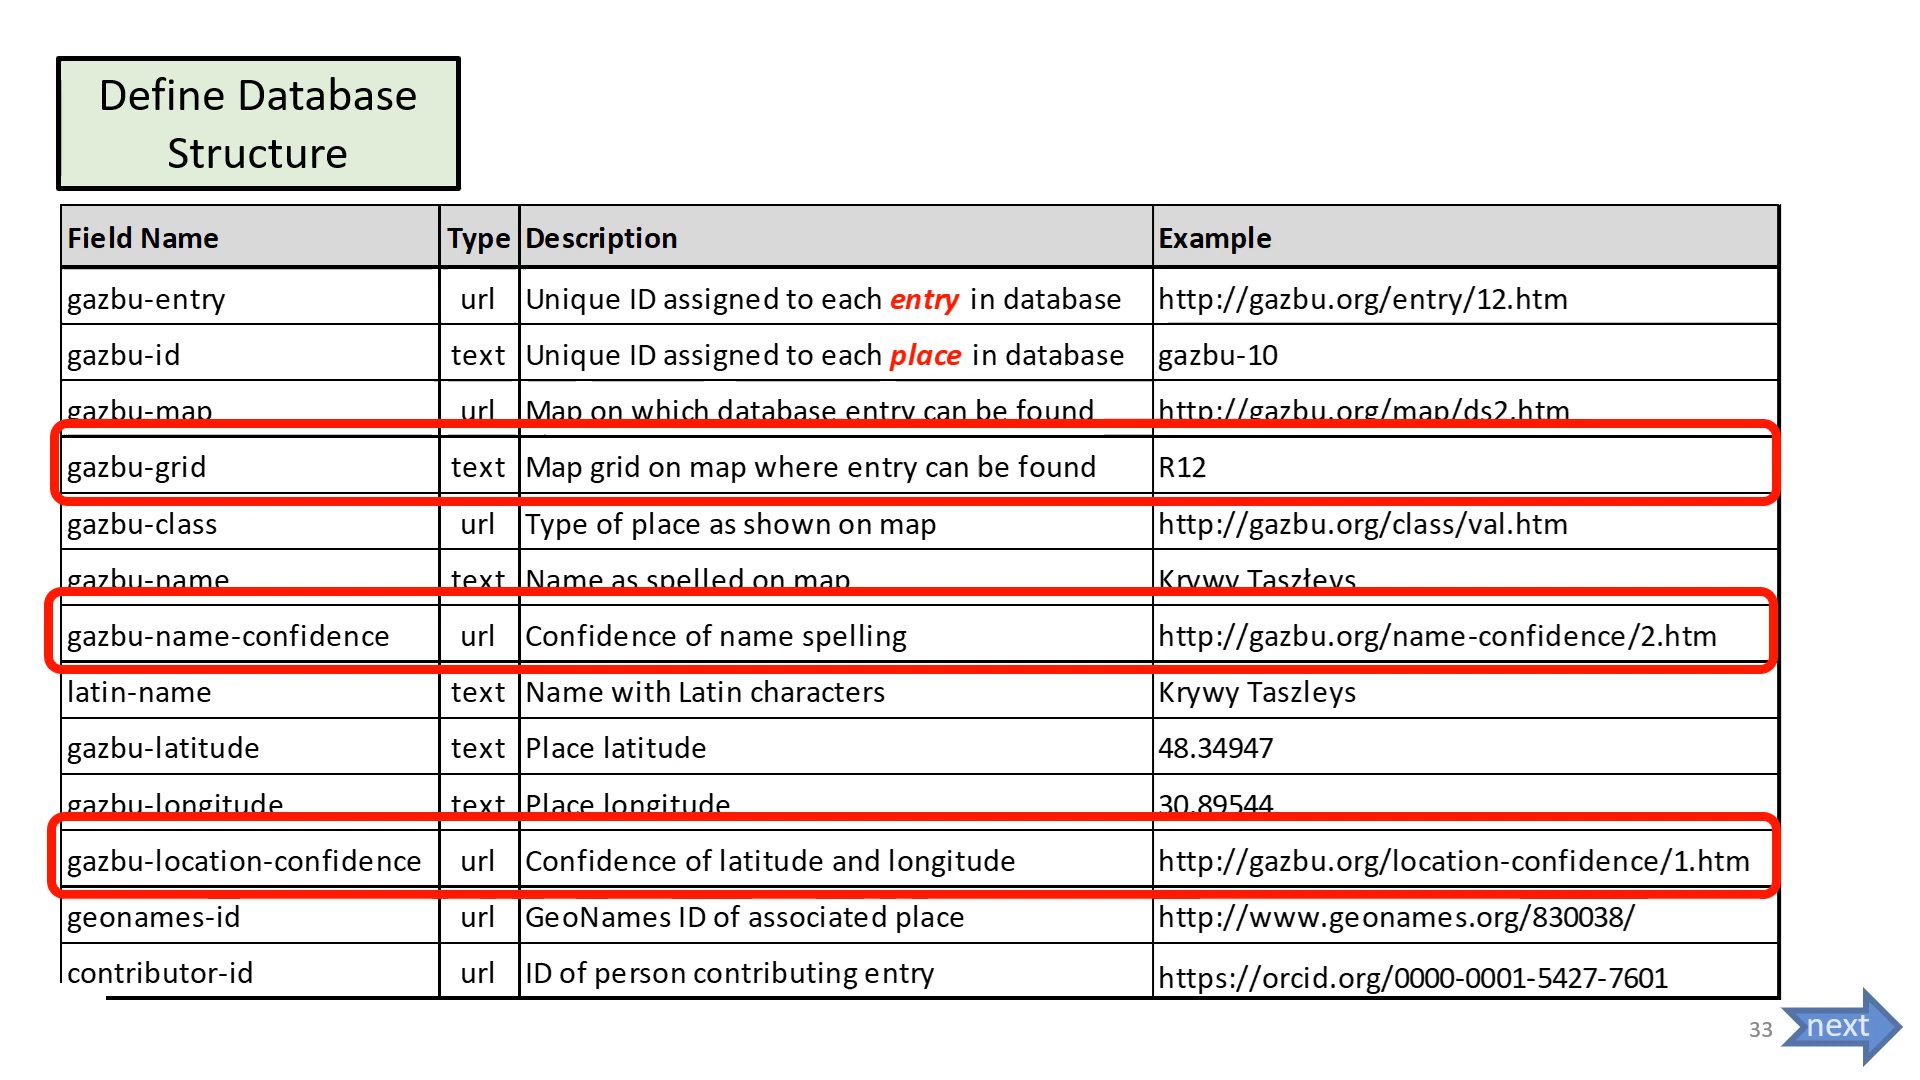 Define Database
Structure
Field Name Type Description Example
gazbu-entry url Unique ID assigned to each entry in database http://gazbu.org/entry/12.htm
gazbu-id text Unique ID assigned to each place in database gazbu-10
gazbu-map url Map on which database entry can be found http://gazbu.org/map/ds2.htm
gazbu-grid text Map grid on map where entry can be found R12
gazbu-class url Type of place as shown on map http://gazbu.org/class/val.htm
gazbu-name text Name as spelled on map Krywy Taszłeys
gazbu-name-confidence url Confidence of name spelling http://gazbu.org/name-confidence/2.htm
latin-name text Name with Latin characters Krywy Taszleys
gazbu-latitude text Place latitude 48.34947
gazbu-longitude text Place longitude 30.89544
gazbu-location-confidence url Confidence of latitude and longitude http://gazbu.org/location-confidence/1.htm
geonames-id url GeoNames ID of associated place http://www.geonames.org/830038/
contributor-id url ID of person contributing entry https://orcid.org/0000-0001-5427-7601
33 next